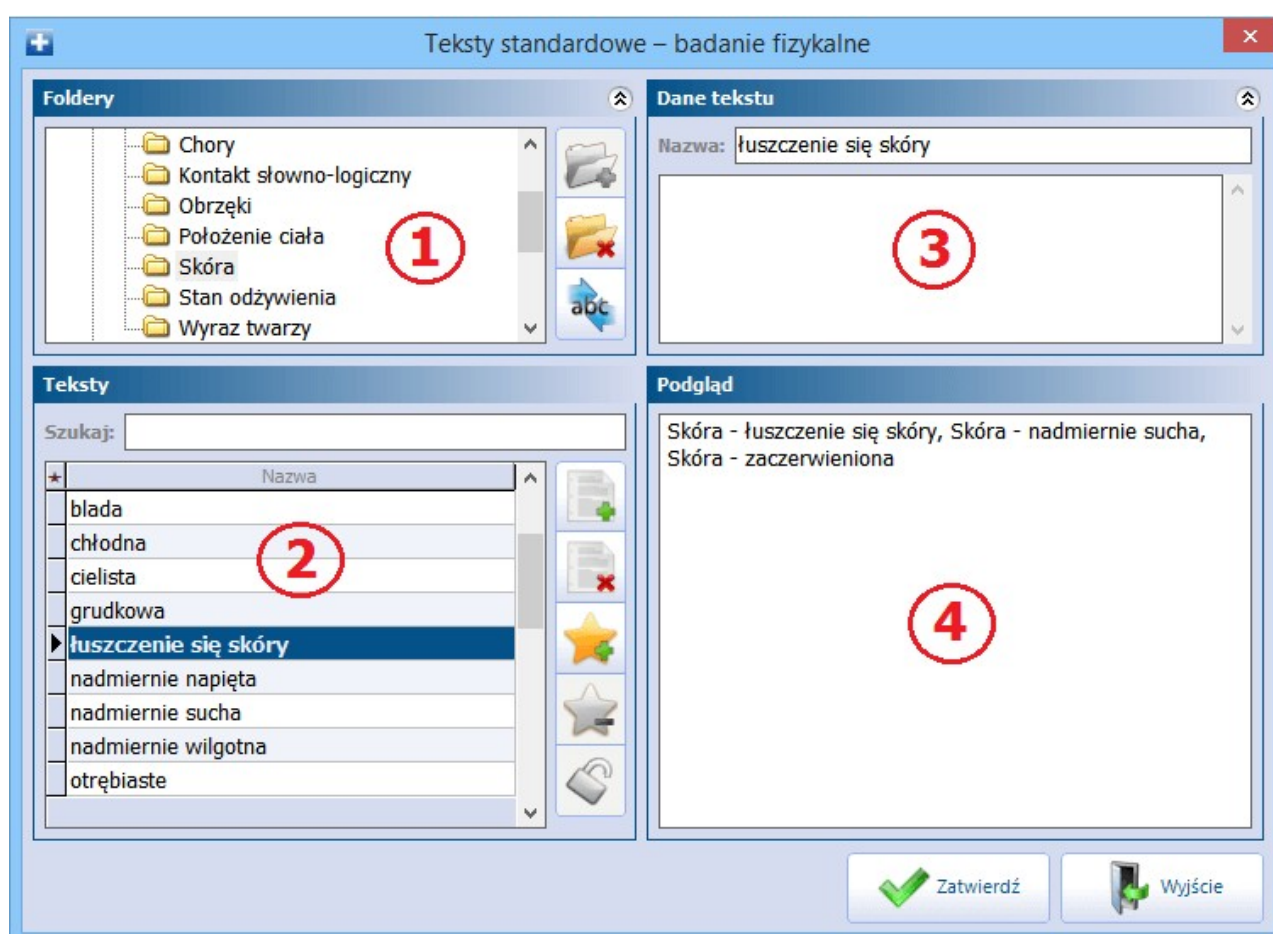 Teksty standardowe – badanie fizykalne
Foldery
Chory
Kontakt słowno-logiczny
Obrzęki
Położenie ciała
Skóra
Stan odżywienia
Wyraz twarzy
1
abc
Dane tekstu
Nazwa: łuszczenie się skóry
3
Teksty
Szukaj:
Nazwa
blada
chłodna
cielista
grudkowa
łuszczenie się skóry
nadmiernie napięta
nadmiernie sucha
nadmiernie wilgotna
otrębiaste
2
Podgląd
Skóra - łuszczenie się skóry, Skóra - nadmiernie sucha,
Skóra - zaczerwieniona
4
Zatwierdź
Wyjście